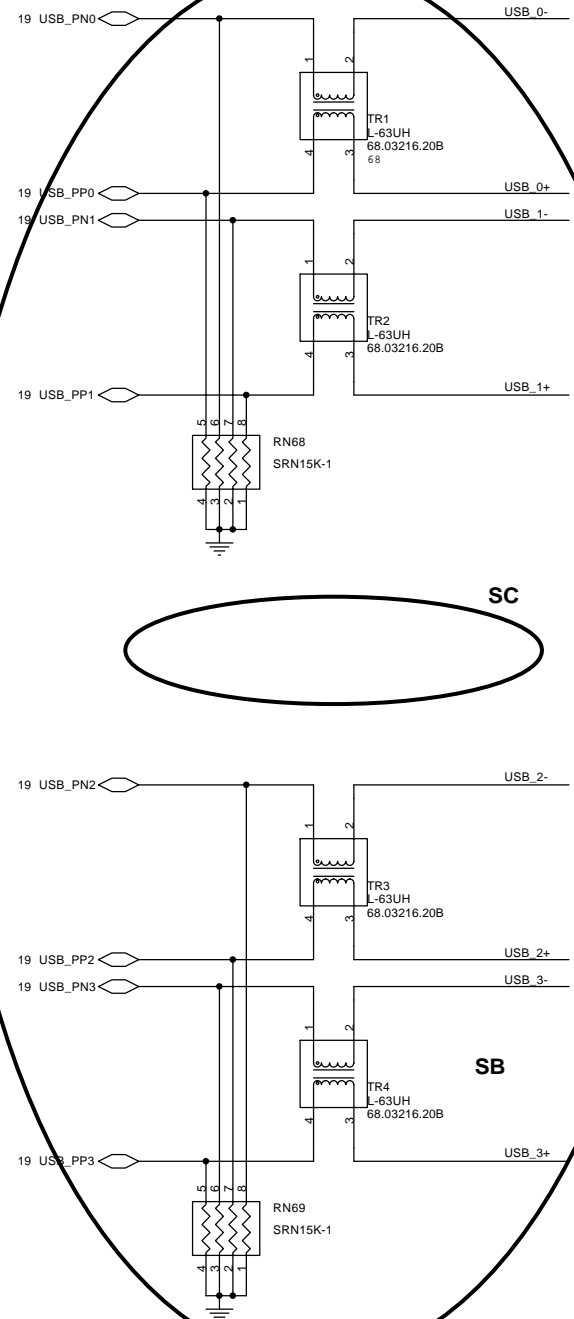 19 USB_PN0
USB_0-
1
2
TR1
L-63UH
68.03216.20B
68
4
3
19 USB_PP0
USB_0+
19 USB_PN1
USB_1-
1
2
TR2
L-63UH
68.03216.20B
4
3
19 USB_PP1
USB_1+
5
6
7
8
RN68
SRN15K-1
4
3
2
1
SC
19 USB_PN2
USB_2-
1
2
TR3
L-63UH
68.03216.20B
4
3
19 USB_PP2
USB_2+
19 USB_PN3
USB_3-
1
2
SB
TR4
L-63UH
68.03216.20B
4
3
19 USB_PP3
USB_3+
5
6
7
8
RN69
SRN15K-1
4
3
2
1